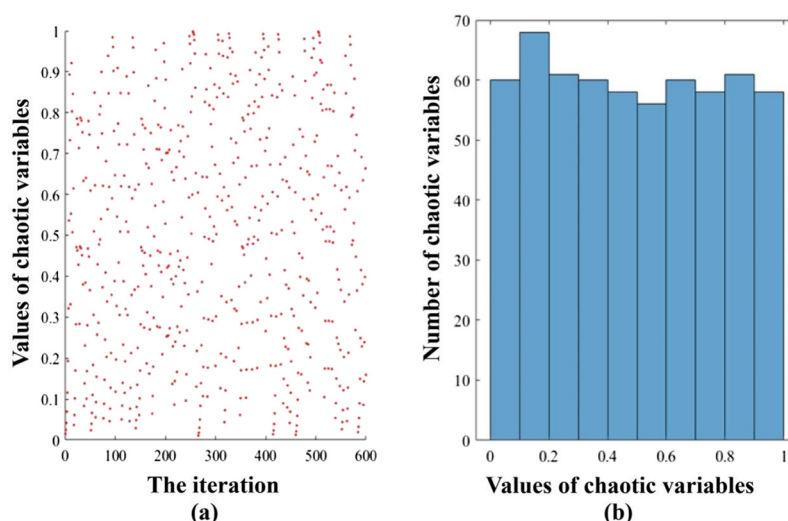 Values of chaotic variables
1
0.9
0.8
0.7
0.6
0.5
0.4
0.3
0.2
0.1
0
0 100 200 300 400 500 600
The iteration
(a)
Number of chaotic variables
70
60
50
40
30
20
10
0
0 0.2 0.4 0.6 0.8 1
Values of chaotic variables
(b)